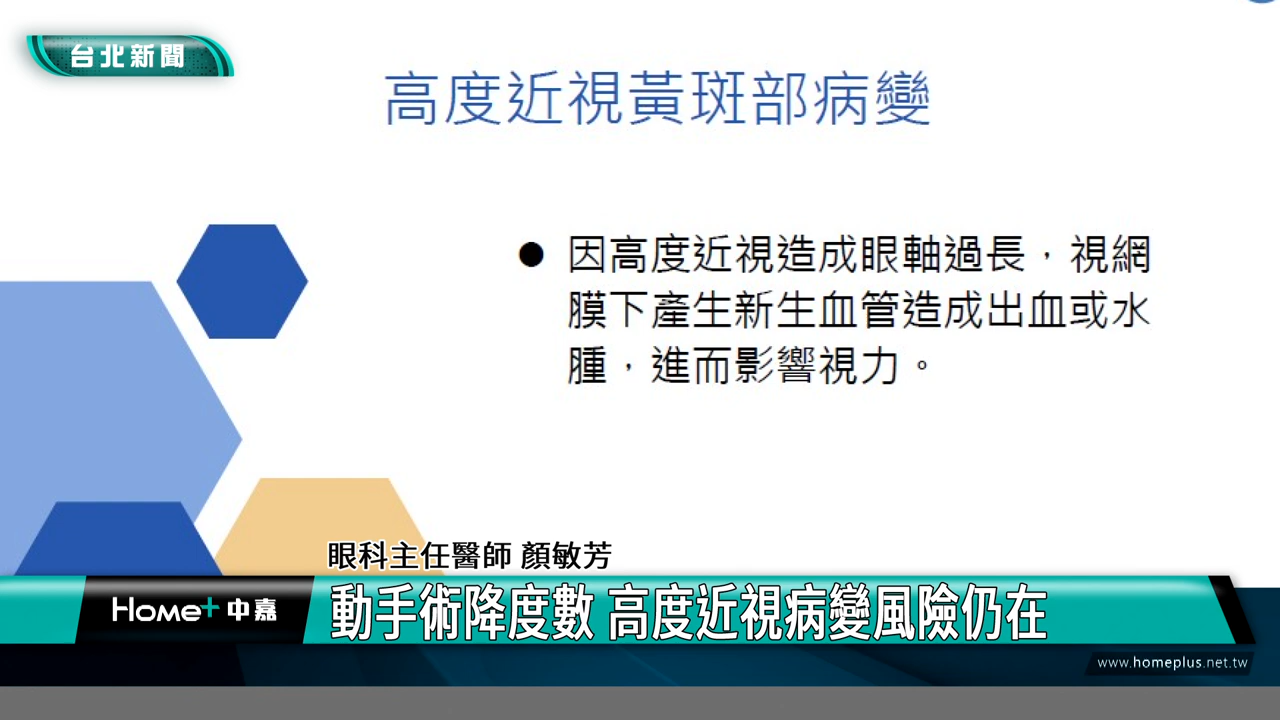 台北新聞
高度近視黃斑部病變
● 因高度近視造成眼軸過長，視網
膜下產生新生血管造成出血或水
腫，進而影響視力。
眼科主任醫師 顏敏芳
Home+中嘉
動手術降度數 高度近視病變風險仍在
www.homeplus.net.tw